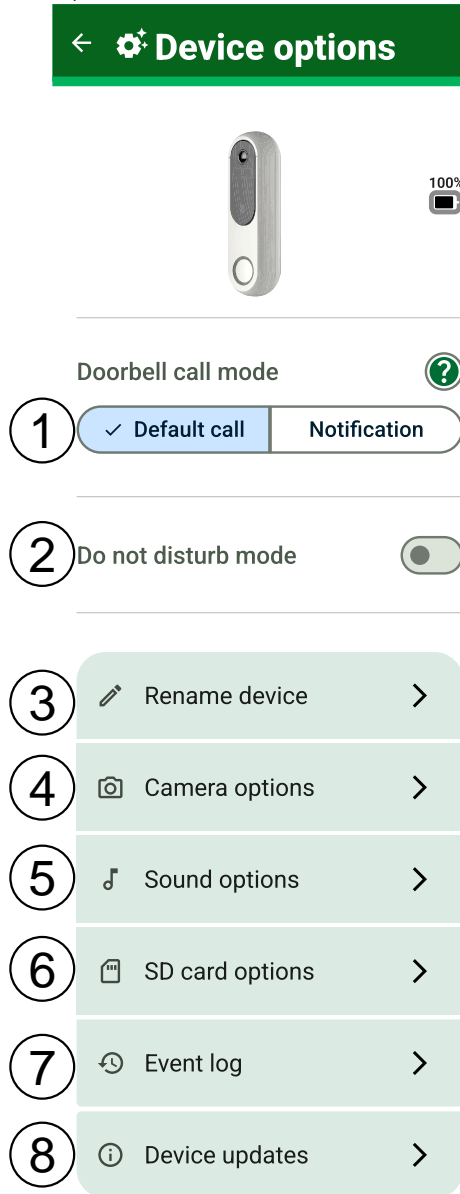 Device options
100%
Doorbell call mode
?
1
Default call
Notification
2
Do not disturb mode
3
Rename device
4
Camera options
5
Sound options
6
SD card options
7
Event log
8
Device updates